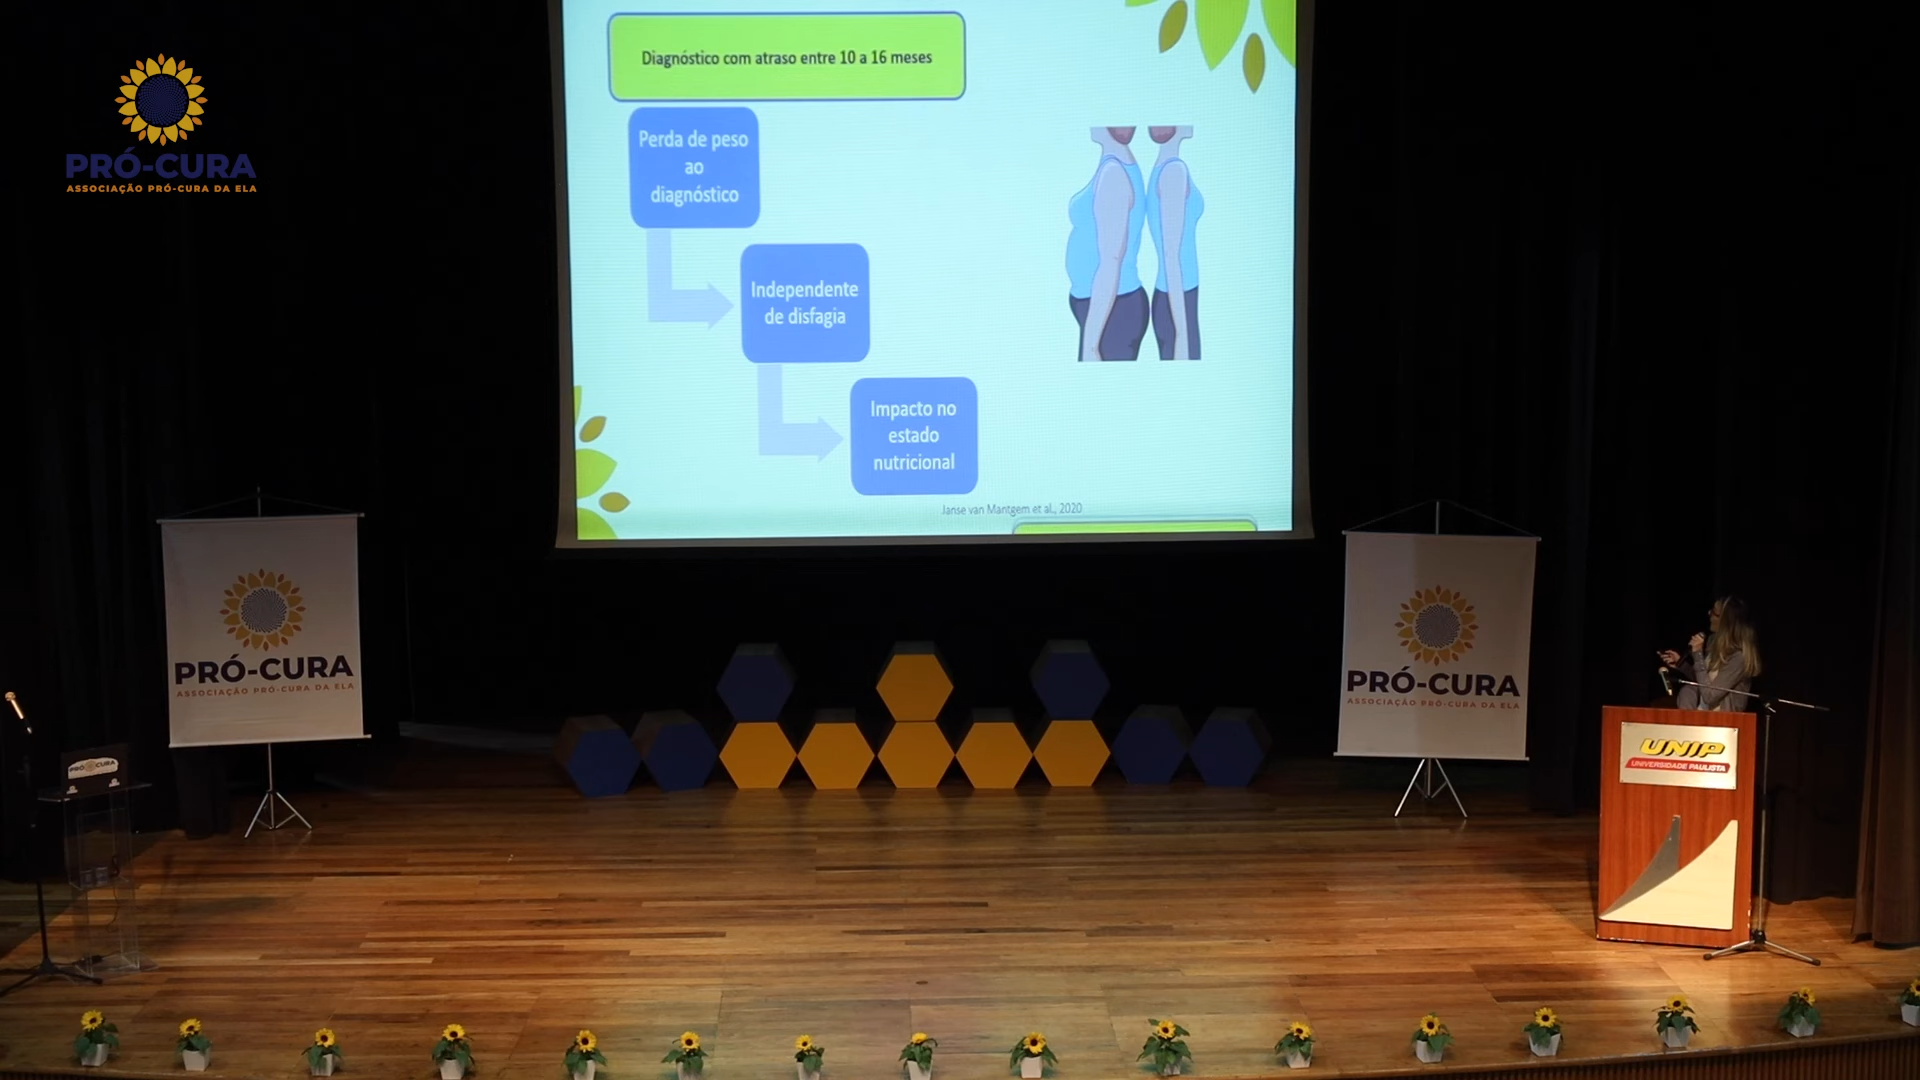 PRÓ-CURA
ASSOCIAÇÃO PRÓ-CURA DA ELA
Diagnóstico com atraso entre 10 a 16 meses
Perda de peso
ao
diagnóstico
Independente
de disfagia
Impacto no
estado
nutricional
Janse van Mantgem et al., 2020
PRÓ-CURA
ASSOCIAÇÃO PRÓ-CURA DA ELA
PRÓ-CURA
ASSOCIAÇÃO PRÓ-CURA DA ELA
PRÓ CURA
UNIP
UNIVERSIDADE PAULISTA